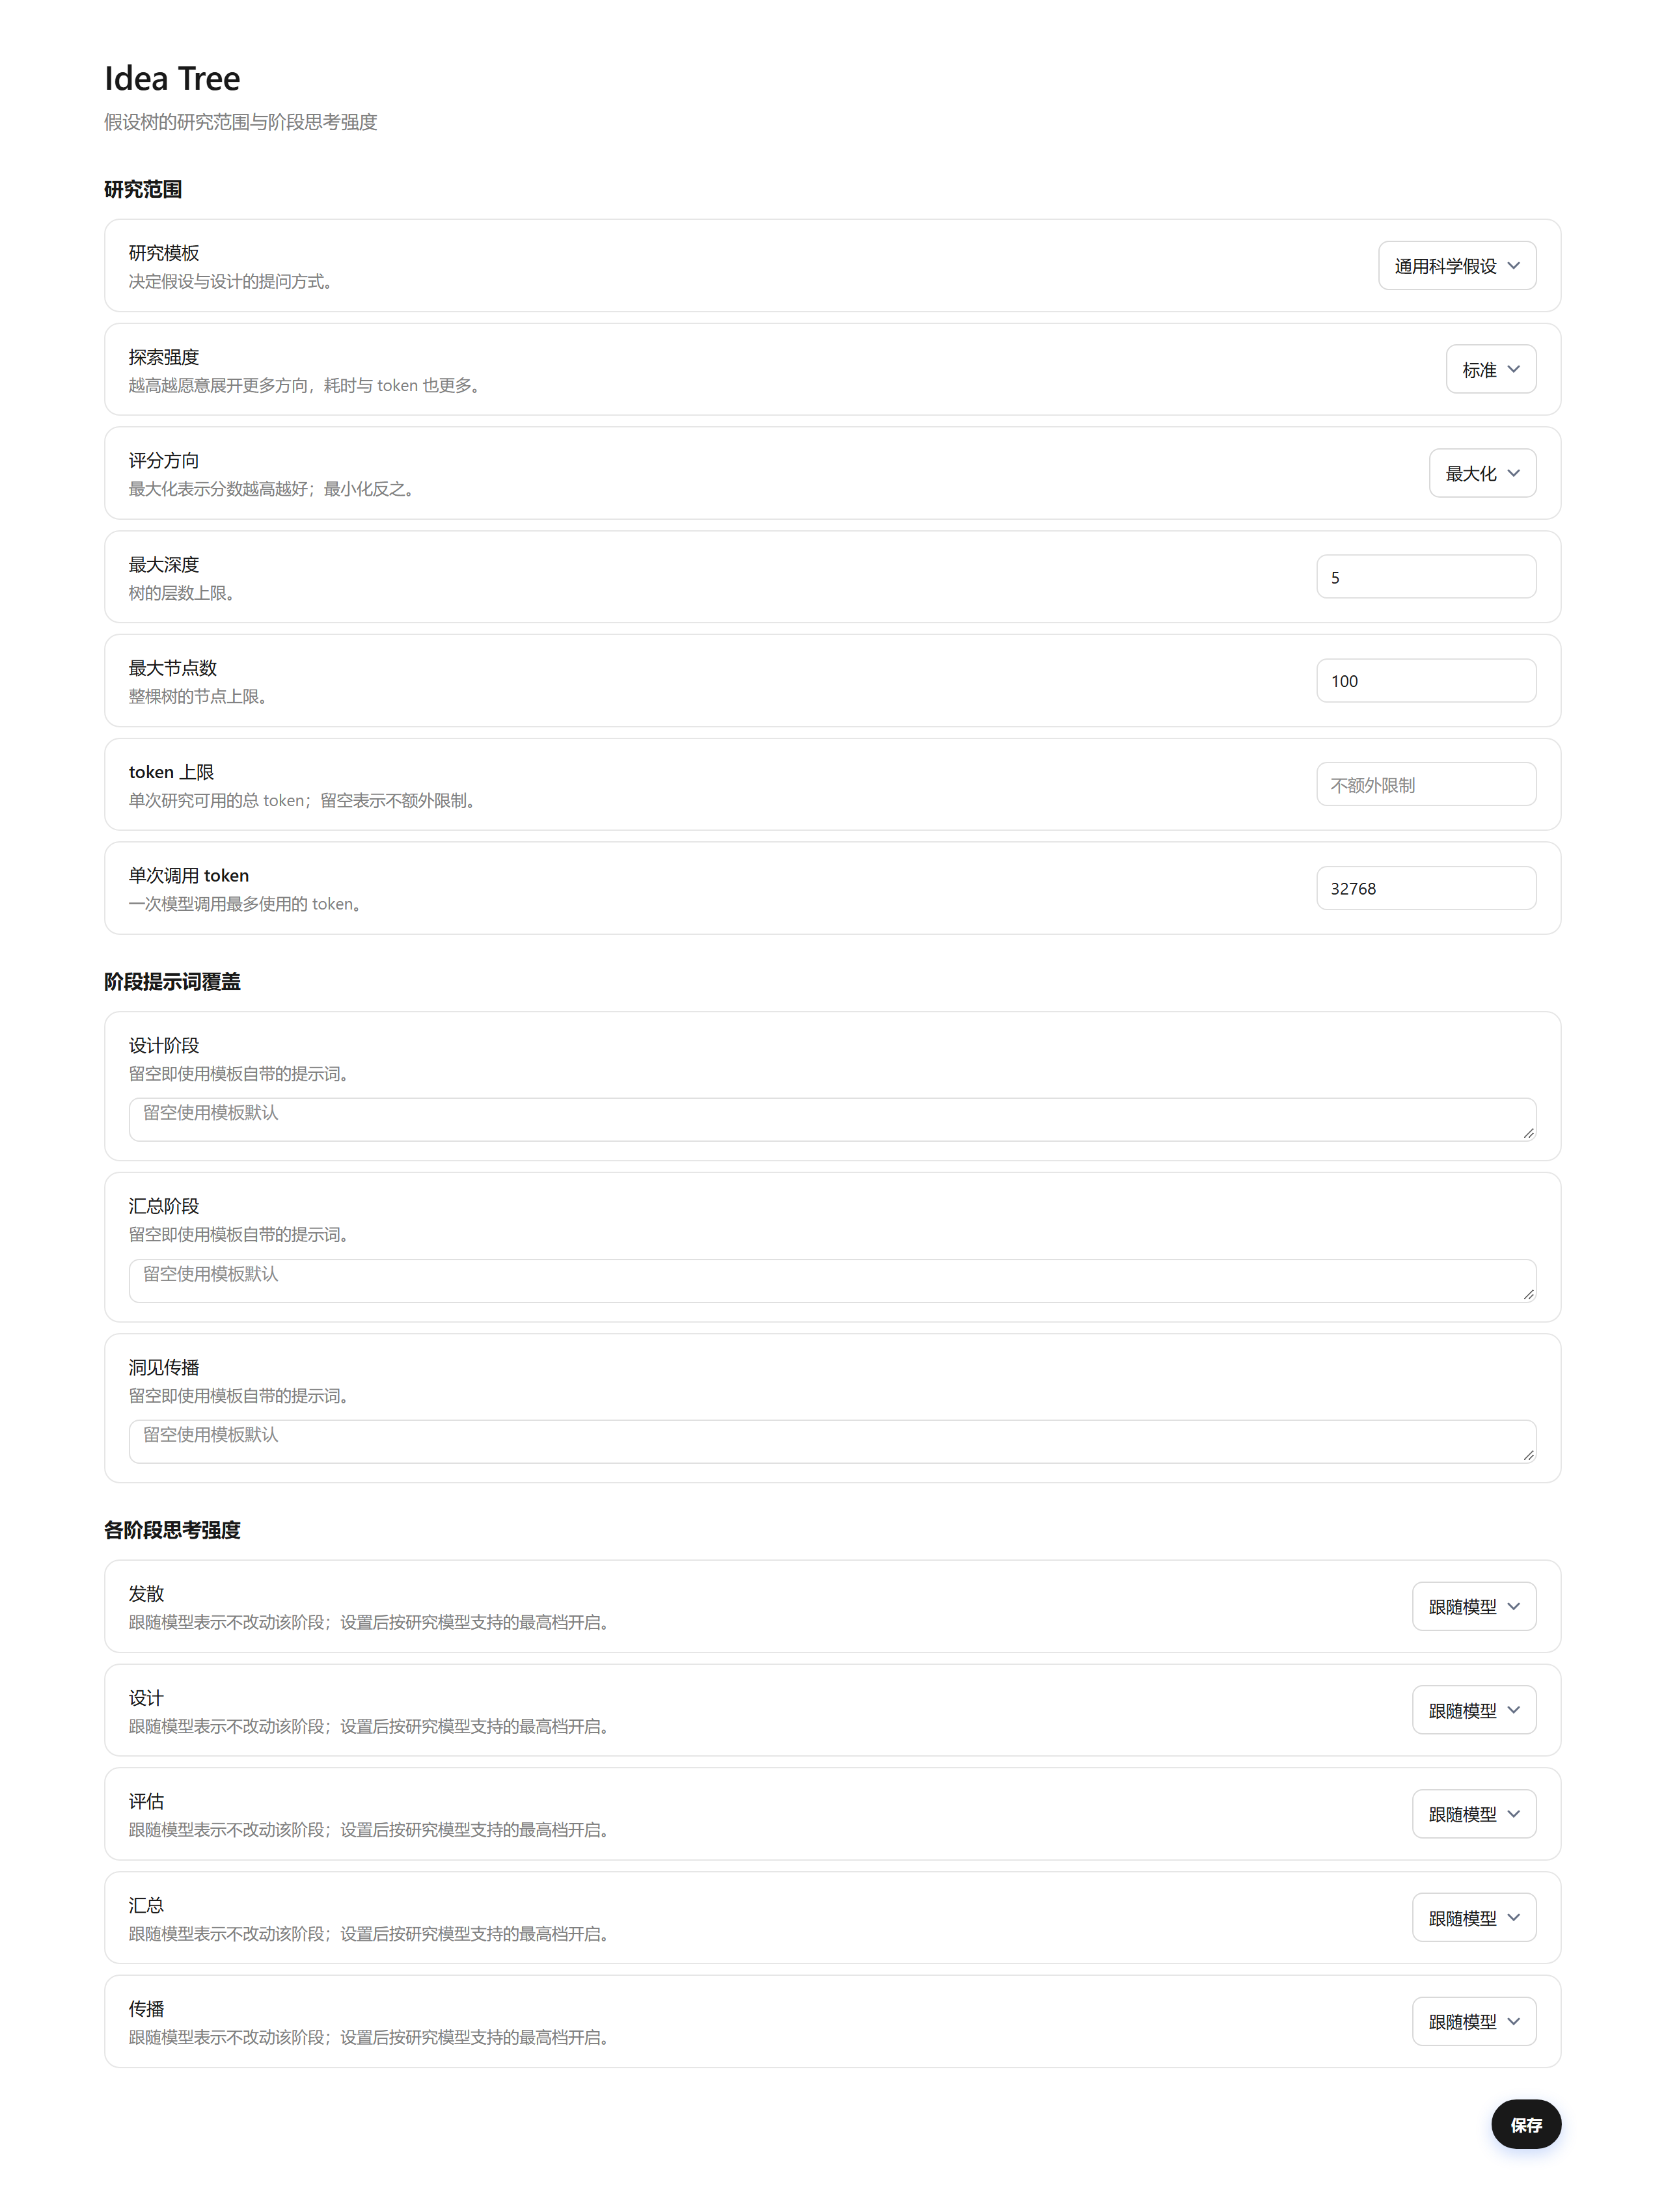 Idea Tree
假设树的研究范围与阶段思考强度
研究范围
研究模板
决定假设与设计的提问方式。
通用科学假设
探索强度
越高越愿意展开更多方向，耗时与 token 也更多。
标准
评分方向
最大化表示分数越高越好；最小化反之。
最大化
最大深度
树的层数上限。
5
最大节点数
整棵树的节点上限。
100
token 上限
单次研究可用的总 token；留空表示不额外限制。
不额外限制
单次调用 token
一次模型调用最多使用的 token。
32768
阶段提示词覆盖
设计阶段
留空即使用模板自带的提示词。
留空使用模板默认
汇总阶段
留空即使用模板自带的提示词。
留空使用模板默认
洞见传播
留空即使用模板自带的提示词。
留空使用模板默认
各阶段思考强度
发散
跟随模型表示不改动该阶段；设置后按研究模型支持的最高档开启。
跟随模型
设计
跟随模型表示不改动该阶段；设置后按研究模型支持的最高档开启。
跟随模型
评估
跟随模型表示不改动该阶段；设置后按研究模型支持的最高档开启。
跟随模型
汇总
跟随模型表示不改动该阶段；设置后按研究模型支持的最高档开启。
跟随模型
传播
跟随模型表示不改动该阶段；设置后按研究模型支持的最高档开启。
跟随模型
保存